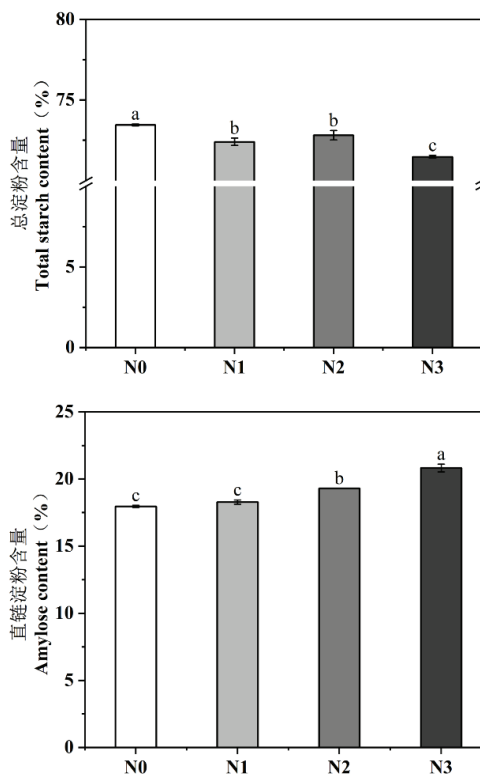 80
75
5
0
总淀粉含量
Total starch content (%)
a
b
b
c
N0
N1
N2
N3
25
20
15
10
5
0
直链淀粉含量
Amylose content（%）
c
c
b
a
N0
N1
N2
N3